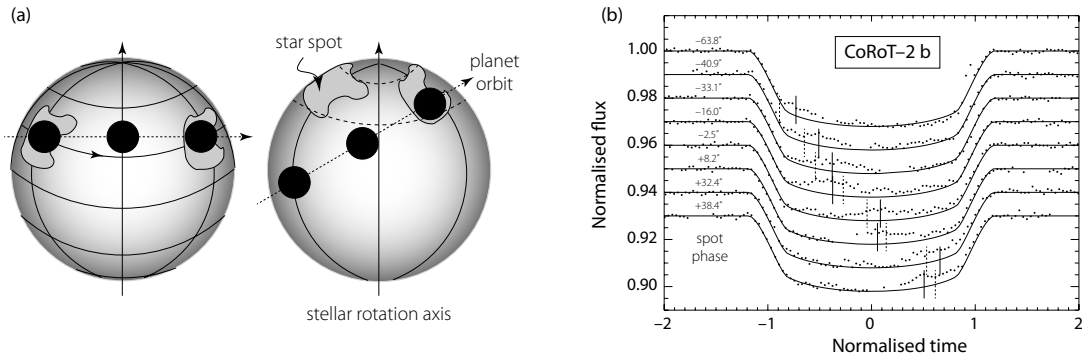 (a)
star spot
planet
orbit
stellar rotation axis
(b)
CoRoT–2 b
–63.8°
–40.9°
–33.1°
–16.0°
–2.5°
+8.2°
+32.4°
+38.4°
spot
phase
1.00
0.98
0.96
0.94
0.92
0.90
Normalised flux
–2
–1
0
1
2
Normalised time